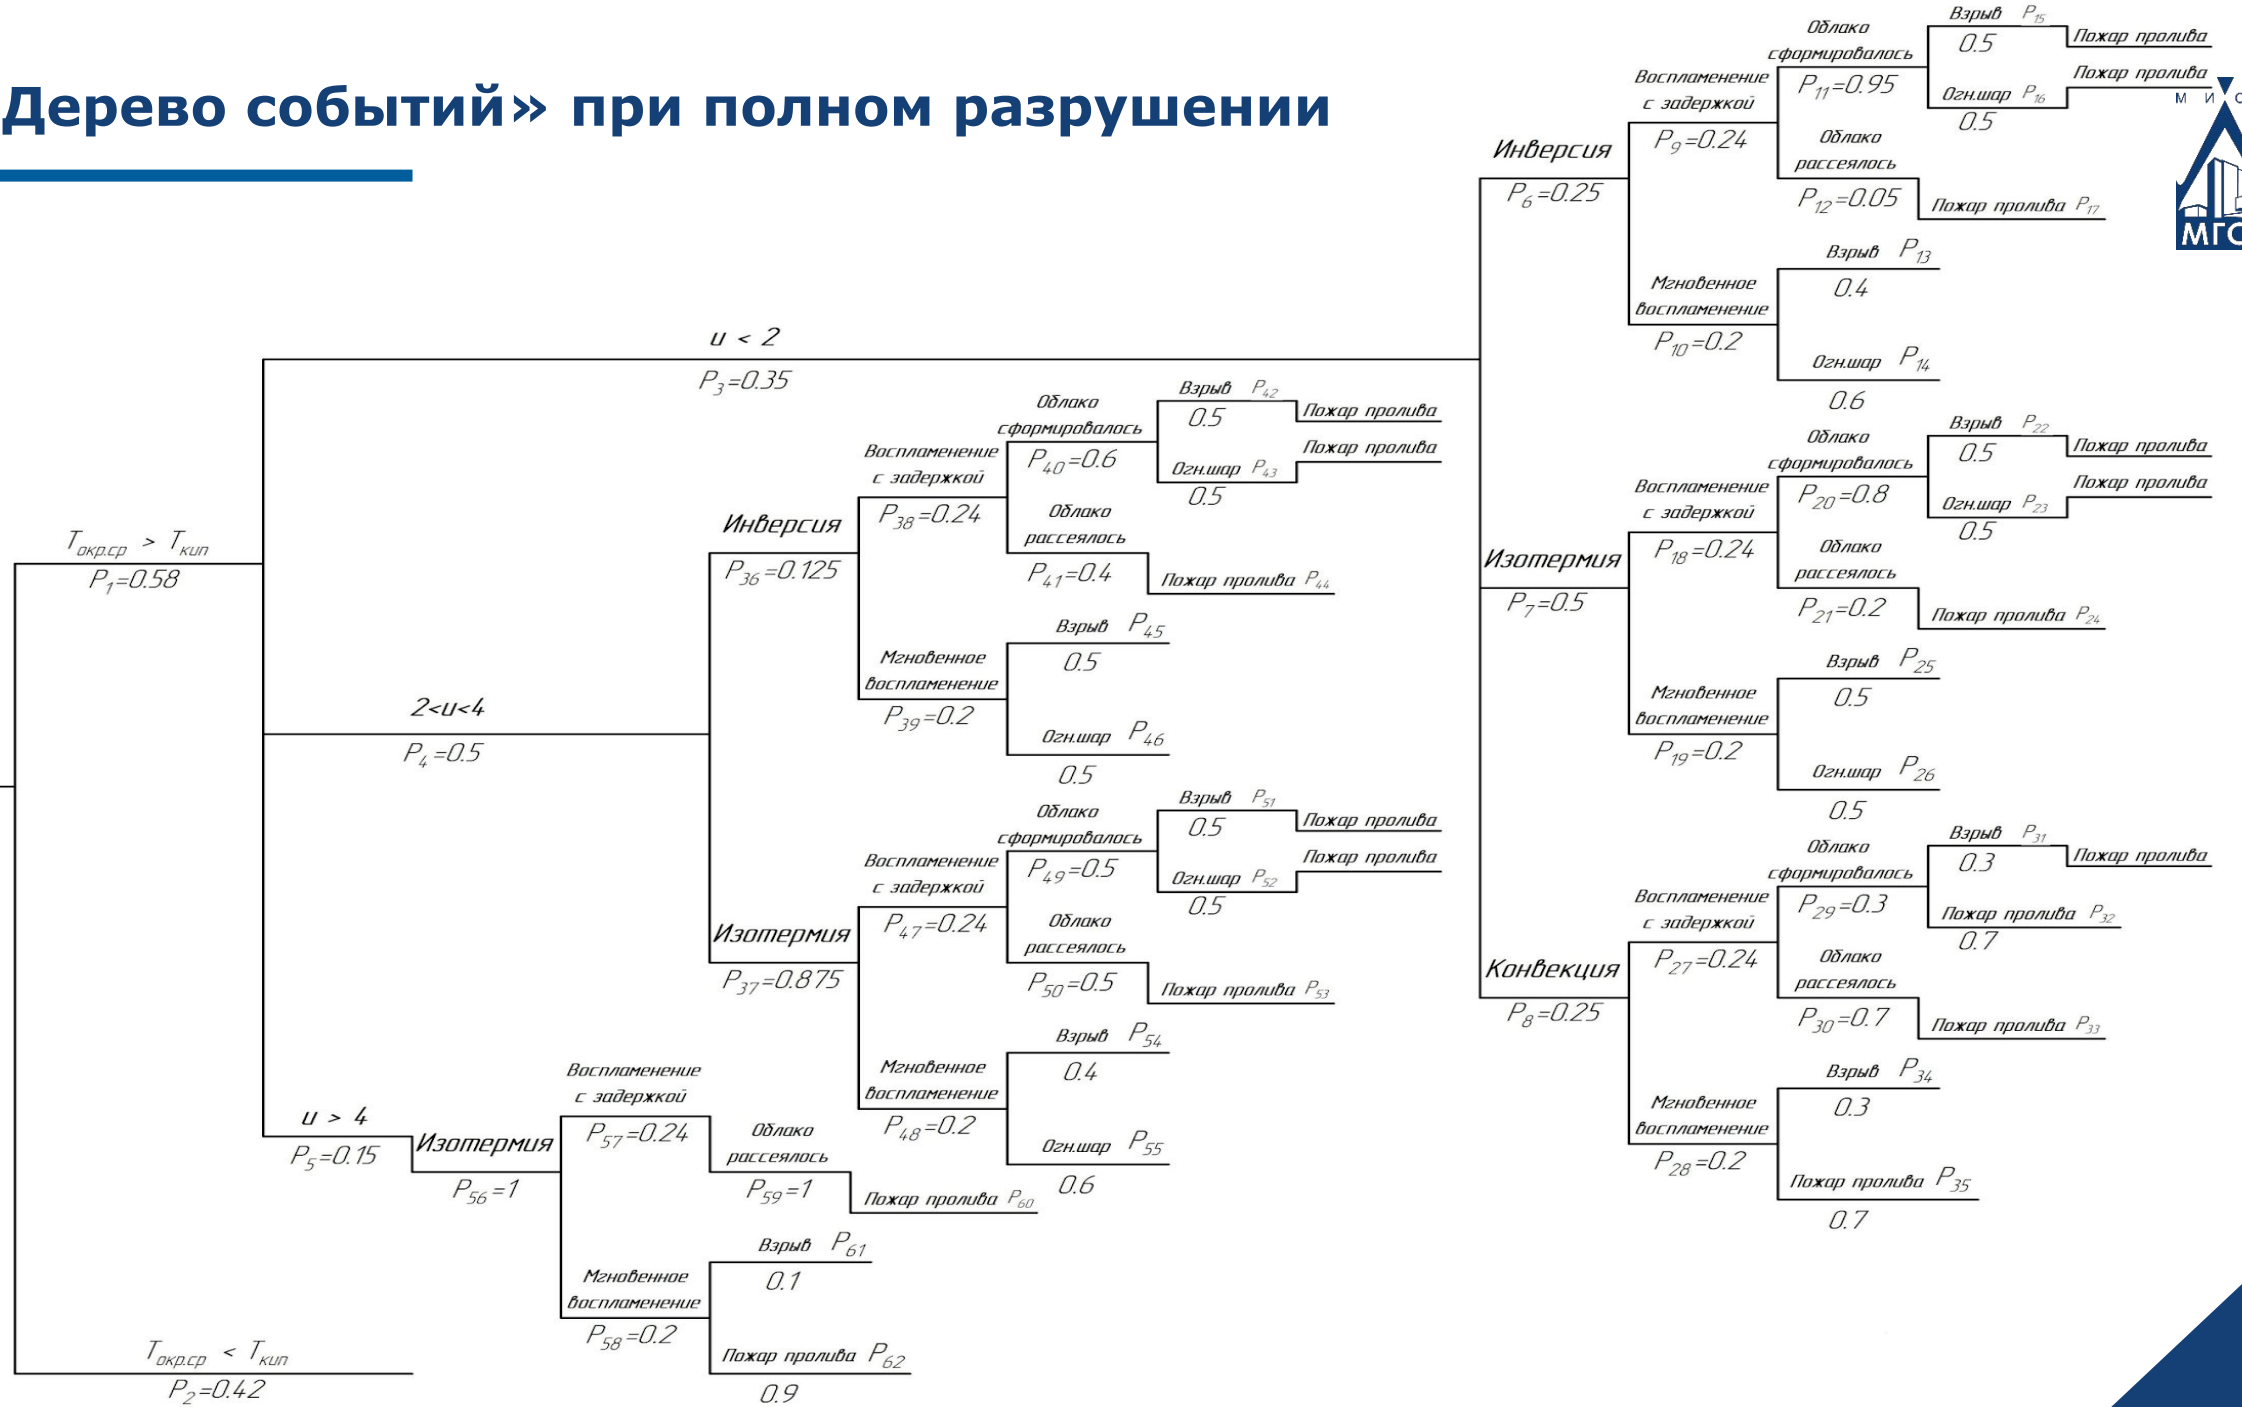 Дерево событий» при полном разрушении
М И С
МГС
Tокр.ср > Tкип
P1=0.58
Tокр.ср < Tкип
P2=0.42
u < 2
P3=0.35
2<u<4
P4=0.5
u > 4
P5=0.15
Инверсия
P6=0.25
Воспламенение
с задержкой
P9=0.24
Облако
сформировалось
P11=0.95
Взрыв P15
0.5
Пожар пролива
Огн.шар P16
0.5
Пожар пролива
Облако
рассеялось
P12=0.05
Пожар пролива P17
Мгновенное
воспламенение
P10=0.2
Взрыв P13
0.4
Огн.шар P14
0.6
Изотермия
P7=0.5
Воспламенение
с задержкой
P18=0.24
Облако
сформировалось
P20=0.8
Взрыв P22
0.5
Пожар пролива
Огн.шар P23
0.5
Пожар пролива
Облако
рассеялось
P21=0.2
Пожар пролива P24
Мгновенное
воспламенение
P19=0.2
Взрыв P25
0.5
Огн.шар P26
0.5
Конвекция
P8=0.25
Воспламенение
с задержкой
P27=0.24
Облако
сформировалось
P29=0.3
Взрыв P31
0.3
Пожар пролива
Пожар пролива P32
0.7
Облако
рассеялось
P30=0.7
Пожар пролива P33
Мгновенное
воспламенение
P28=0.2
Взрыв P34
0.3
Пожар пролива P35
0.7
Инверсия
P36=0.125
Воспламенение
с задержкой
P38=0.24
Облако
сформировалось
P40=0.6
Взрыв P42
0.5
Пожар пролива
Огн.шар P43
0.5
Пожар пролива
Облако
рассеялось
P41=0.4
Пожар пролива P44
Мгновенное
воспламенение
P39=0.2
Взрыв P45
0.5
Огн.шар P46
0.5
Изотермия
P37=0.875
Воспламенение
с задержкой
P47=0.24
Облако
сформировалось
P49=0.5
Взрыв P51
0.5
Пожар пролива
Огн.шар P52
0.5
Пожар пролива
Облако
рассеялось
P50=0.5
Пожар пролива P53
Мгновенное
воспламенение
P48=0.2
Взрыв P54
0.4
Огн.шар P55
0.6
Изотермия
P56=1
Воспламенение
с задержкой
P57=0.24
Облако
рассеялось
P59=1
Пожар пролива P60
Мгновенное
воспламенение
P58=0.2
Взрыв P61
0.1
Пожар пролива P62
0.9